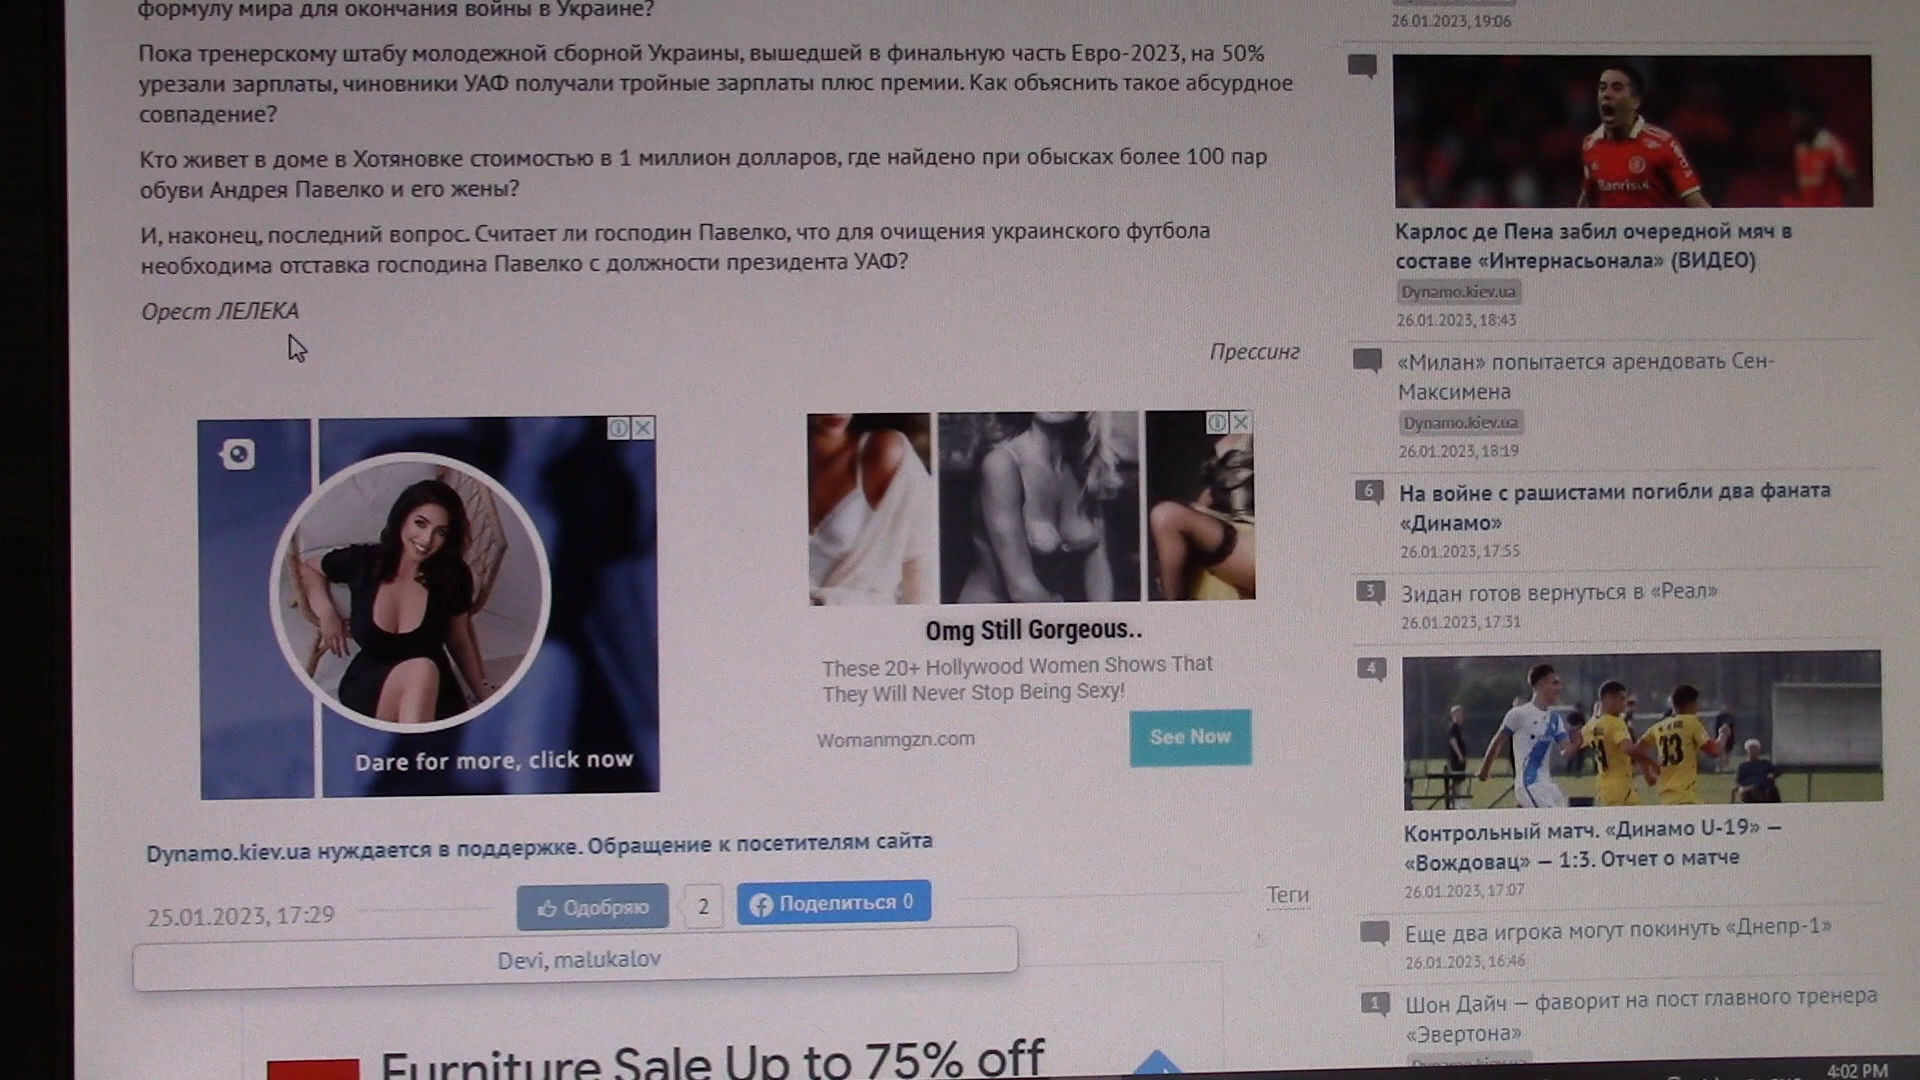 формулу мира для окончания войны в Украине?
Пока тренерскому штабу молодежной сборной Украины, вышедшей в финальную часть Евро-2023, на 50%
урезали зарплаты, чиновники УАФ получали тройные зарплаты плюс премии. Как объяснить такое абсурдное
совпадение?
Кто живет в доме в Хотяновке стоимостью в 1 миллион долларов, где найдено при обысках более 100 пар
обуви Андрея Павелко и его жены?
И, наконец, последний вопрос. Считает ли господин Павелко, что для очищения украинского футбола
необходима отставка господина Павелко с должности президента УАФ?
Орест ЛЕЛЕКА
Прессинг
Dare for more, click now
Omg Still Gorgeous..
These 20+ Hollywood Women Shows That
They Will Never Stop Being Sexy!
Womanmgzn.com
See Now
Dynamo.kiev.ua нуждается в поддержке. Обращение к посетителям сайта
25.01.2023, 17:29
Одобряю
2
Поделиться 0
Теги
Devi, malukalov
Furniture Sale Up to 75% off
26.01.2023, 19:06
Banrisul
Карлос де Пена забил очередной мяч в
составе «Интернасьонала» (ВИДЕО)
Dynamo.kiev.ua
26.01.2023, 18:43
«Милан» попытается арендовать Сен-
Максимена
Dynamo.kiev.ua
26.01.2023, 18:19
6
На войне с рашистами погибли два фаната
«Динамо»
26.01.2023, 17:55
3
Зидан готов вернуться в «Реал»
26.01.2023, 17:31
4
33
Контрольный матч. «Динамо U-19» —
«Вождовац» — 1:3. Отчет о матче
26.01.2023, 17:07
Еще два игрока могут покинуть «Днепр-1»
26.01.2023, 16:46
1
Шон Дайч — фаворит на пост главного тренера
«Эвертона»
Dynamo.kiev.ua
4:02 PM